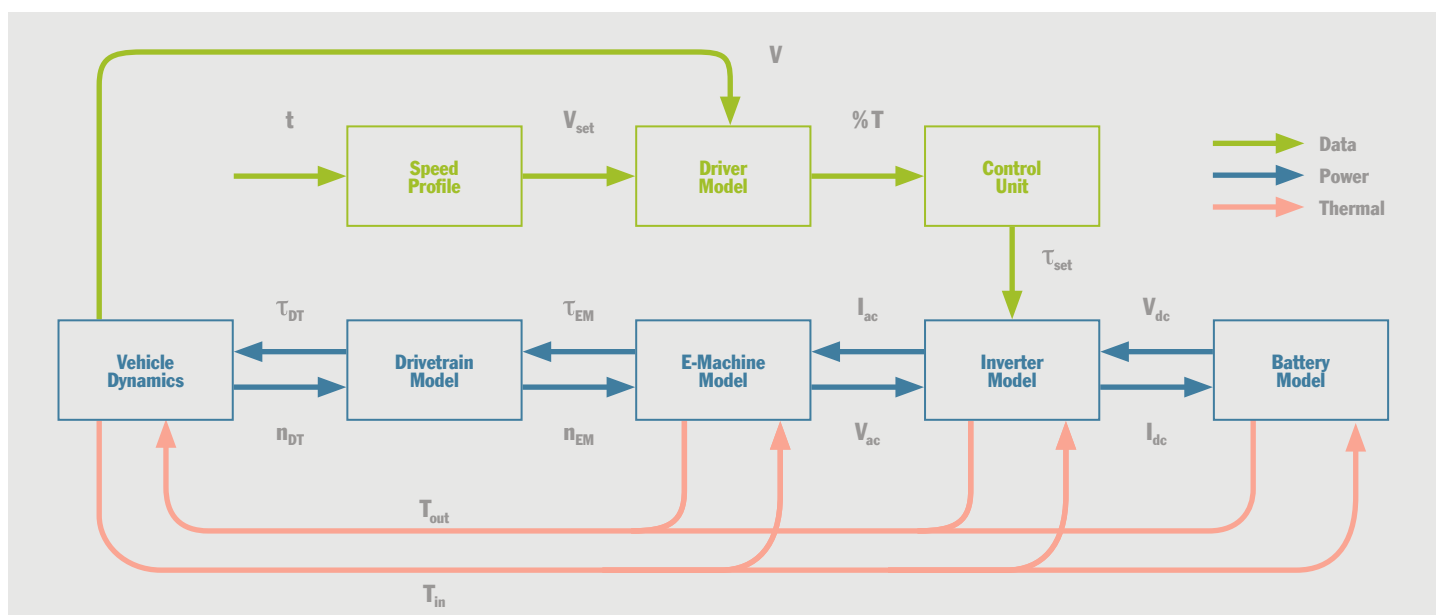 V
t
V_set
%T
Speed
Profile
Driver
Model
Control
Unit
Data
Power
Thermal
τ_set
τ_DT
τ_EM
I_ac
V_dc
Vehicle
Dynamics
Drivetrain
Model
E-Machine
Model
Inverter
Model
Battery
Model
n_DT
n_EM
V_ac
I_dc
T_out
T_in